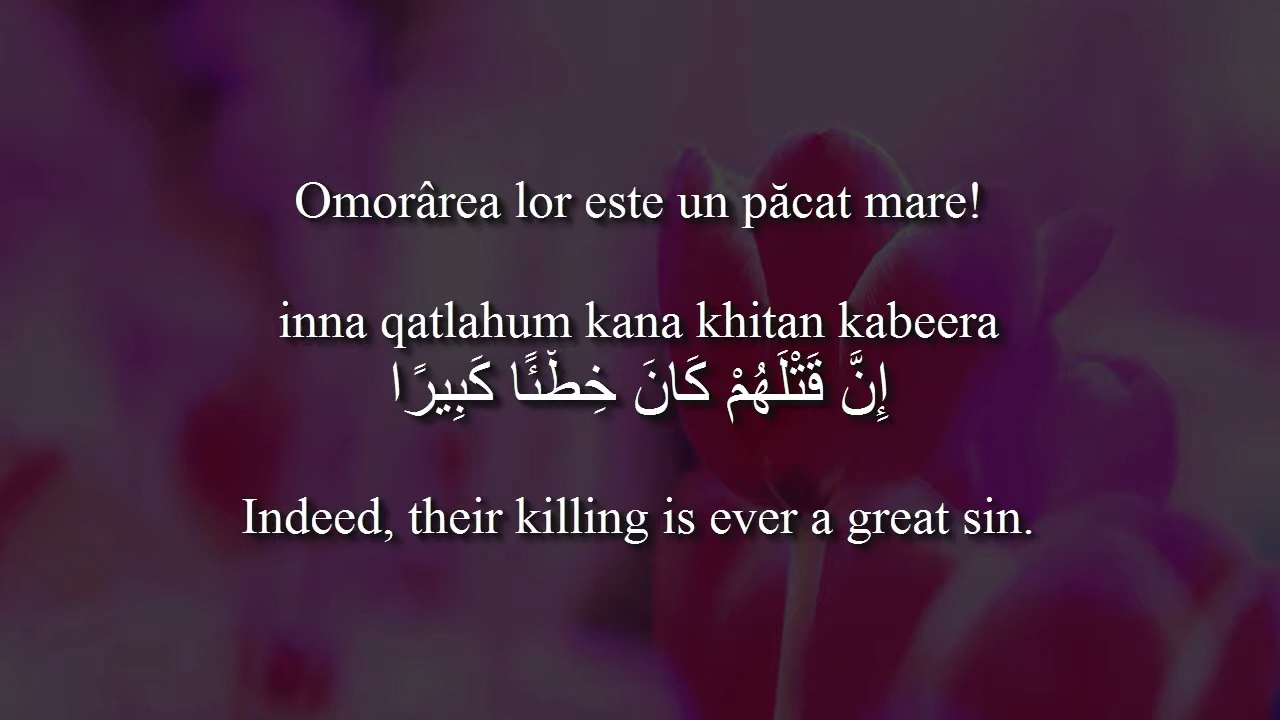 Omorârea lor este un păcat mare!
inna qatlahum kana khitan kabeera
إِنَّ قَتْلَهُمْ كَانَ خِطْئًا كَبِيرًا
Indeed, their killing is ever a great sin.